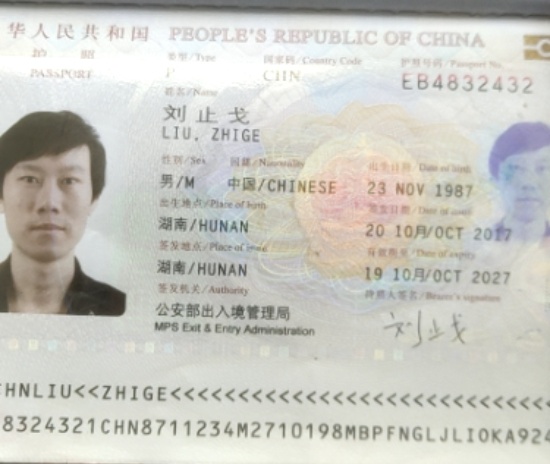 华人民共和国 PEOPLE'S REPUBLIC OF CHINA
护照 类型/Type 国家码/Country Code 护照号码/Passport No.
PASSPORT P CHN EB4832432
姓名/Name
刘止戈
LIU, ZHIGE
性别/Sex 国籍/Nationality 出生日期/Date of birth
男/M 中国/CHINESE 23 NOV 1987
出生地点/Place of birth 签发日期/Date of issue
湖南/HUNAN 20 10月/OCT 2017
签发地点/Place of issue 有效期至/Date of expiry
湖南/HUNAN 19 10月/OCT 2027
签发机关/Authority 持照人签名/Bearer's signature
公安部出入境管理局 刘止戈
MPS Exit & Entry Administration
HNLIU<<ZHIGE<<<<<<<<<<<<<<<<<<<<<<<<<<<
8324321CHN8711234M2710198MBPFNGLJLIOKA924